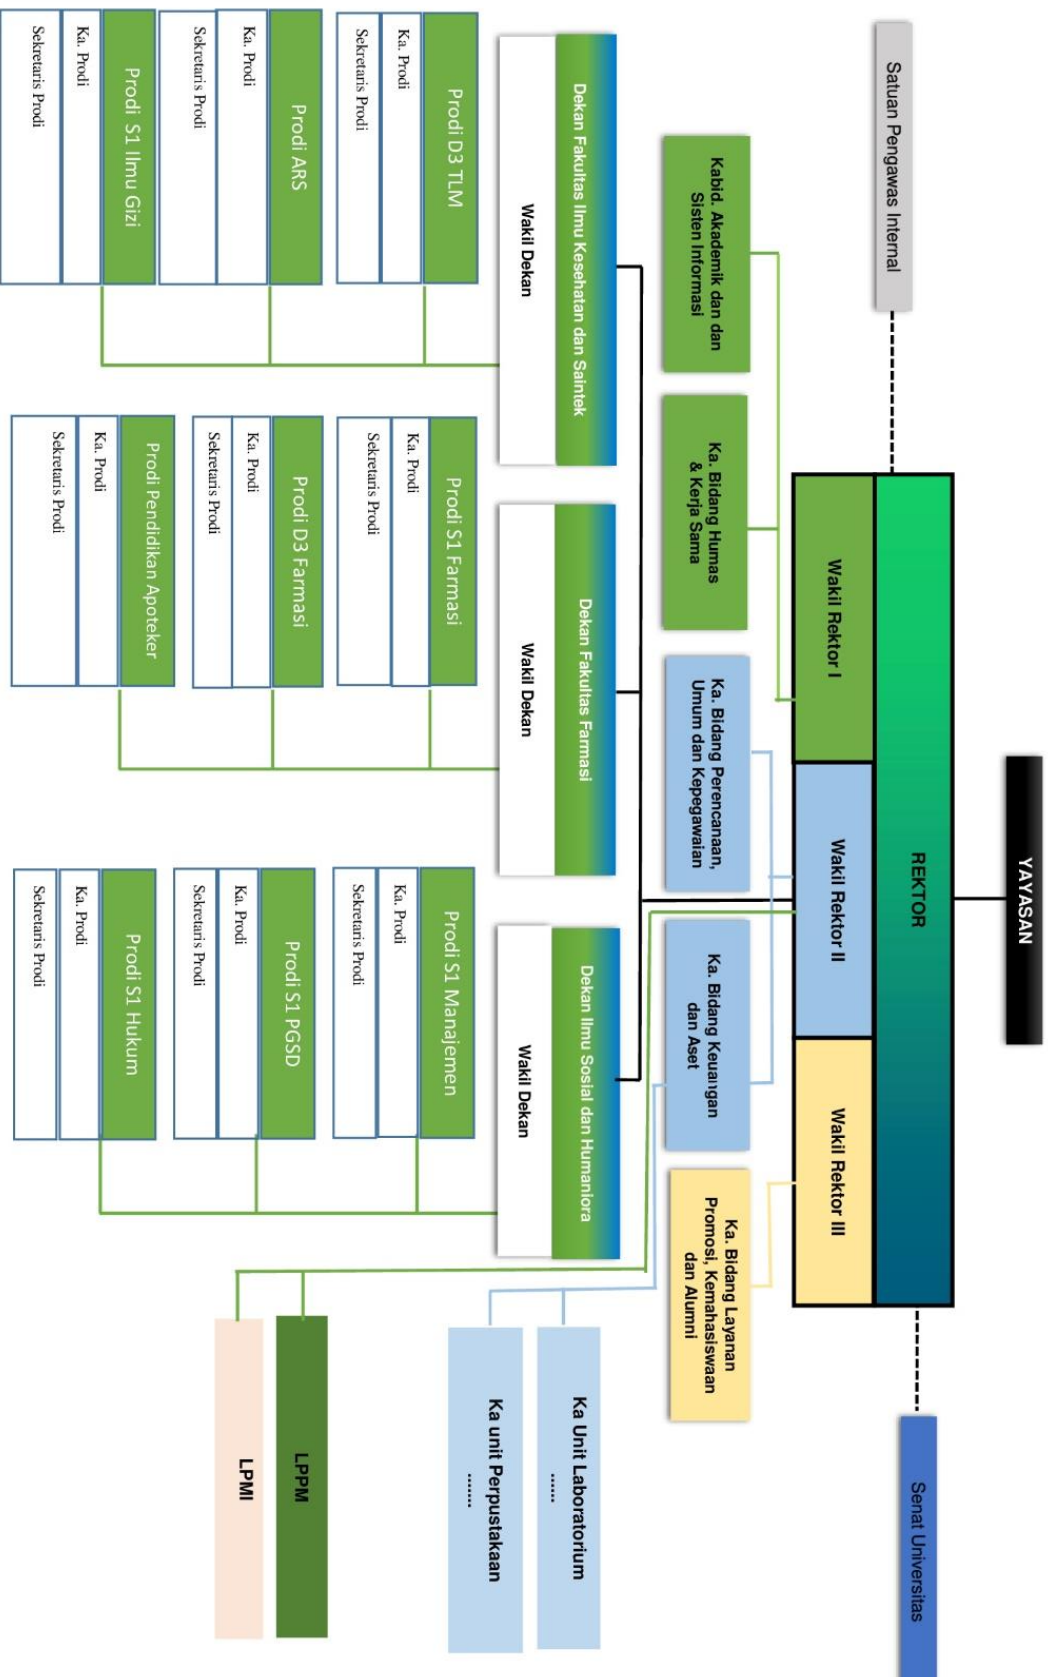 YAYASAN
Satuan Pengawas Internal
REKTOR
Senat Universitas
Wakil Rektor I
Wakil Rektor II
Wakil Rektor III
Kabid. Akademik dan dan
Sisten Informasi
Ka. Bidang Humas
& Kerja Sama
Ka. Bidang Perencanaan,
Umum dan Kepegawaian
Ka. Bidang Keuangan
dan Aset
Ka. Bidang Layanan
Promosi, Kemahasiswaan
dan Alumni
Dekan Fakultas Ilmu Kesehatan dan Saintek
Wakil Dekan
Dekan Fakultas Farmasi
Wakil Dekan
Dekan Ilmu Sosial dan Humaniora
Wakil Dekan
Ka Unit Laboratorium
......
Ka unit Perpustakaan
.......
Prodi D3 TLM
Ka. Prodi
Sekretaris Prodi
Prodi S1 Farmasi
Ka. Prodi
Sekretaris Prodi
Prodi S1 Manajemen
Ka. Prodi
Sekretaris Prodi
Prodi ARS
Ka. Prodi
Sekretaris Prodi
Prodi D3 Farmasi
Ka. Prodi
Sekretaris Prodi
Prodi S1 PGSD
Ka. Prodi
Sekretaris Prodi
LPPM
LPMI
Prodi S1 Ilmu Gizi
Ka. Prodi
Sekretaris Prodi
Prodi Pendidikan Apoteker
Ka. Prodi
Sekretaris Prodi
Prodi S1 Hukum
Ka. Prodi
Sekretaris Prodi